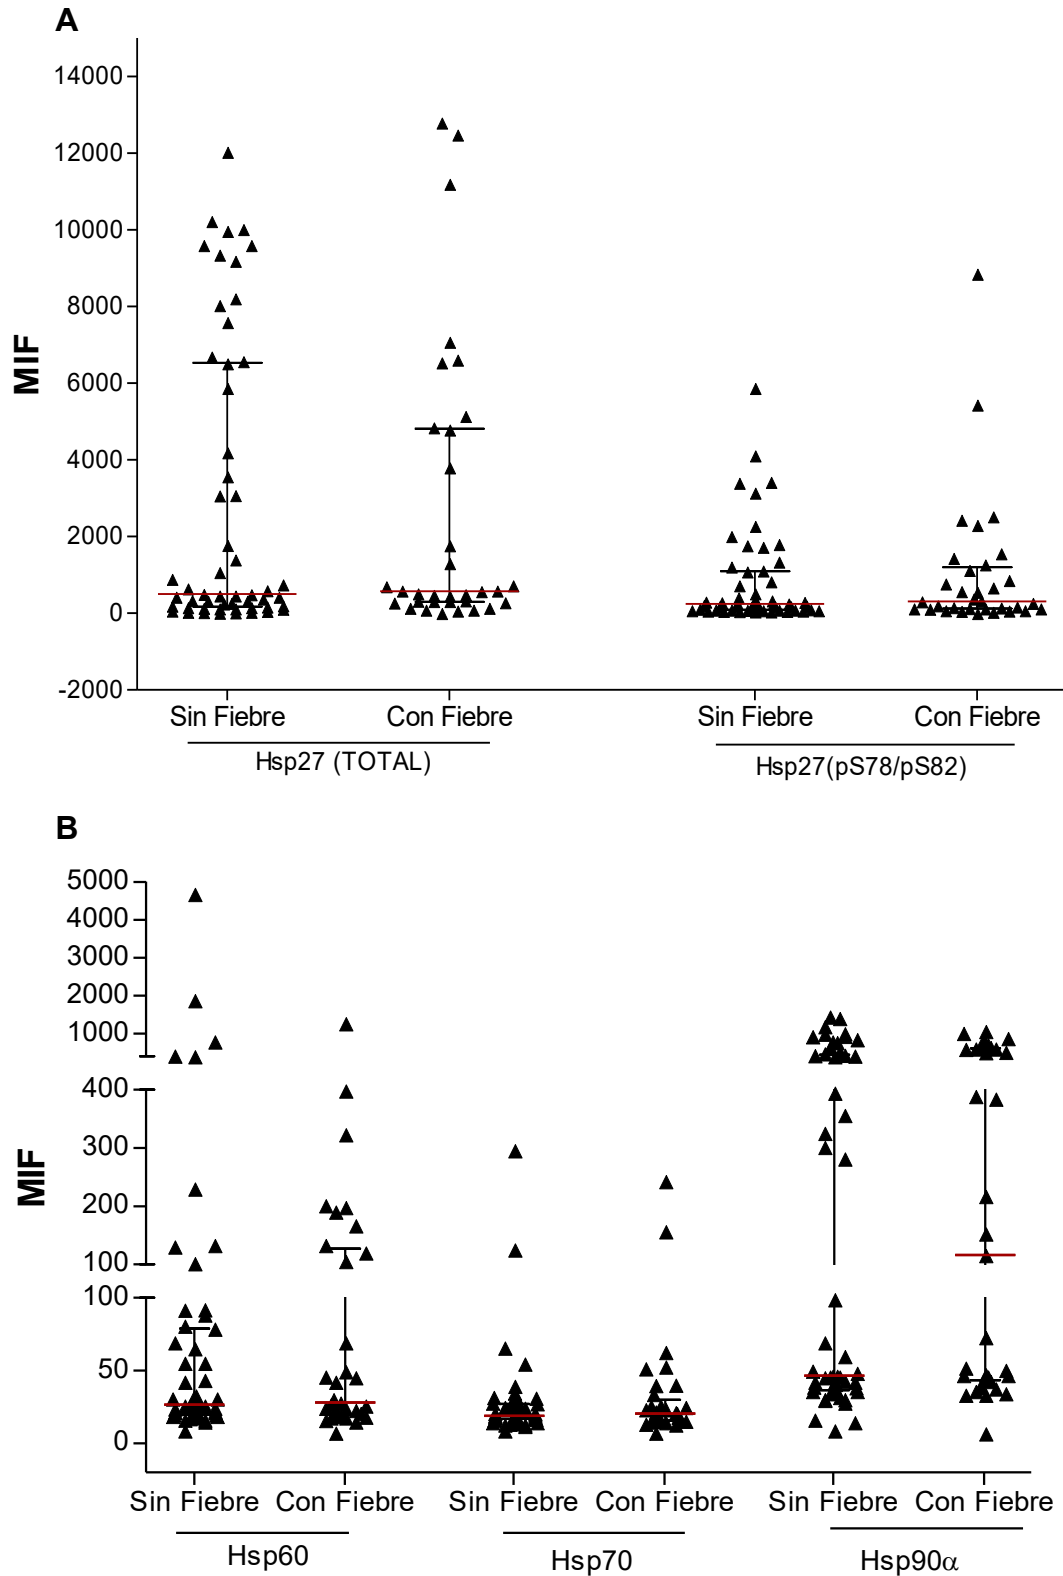 A
14000
12000
10000
8000
6000
4000
2000
0
-2000
MIF
Sin Fiebre Con Fiebre Sin Fiebre Con Fiebre
Hsp27 (TOTAL) Hsp27(pS78/pS82)
B
5000
4000
3000
2000
1000
400
300
200
100
100
50
0
MIF
Sin Fiebre Con Fiebre Sin Fiebre Con Fiebre Sin Fiebre Con Fiebre
Hsp60 Hsp70 Hsp90α